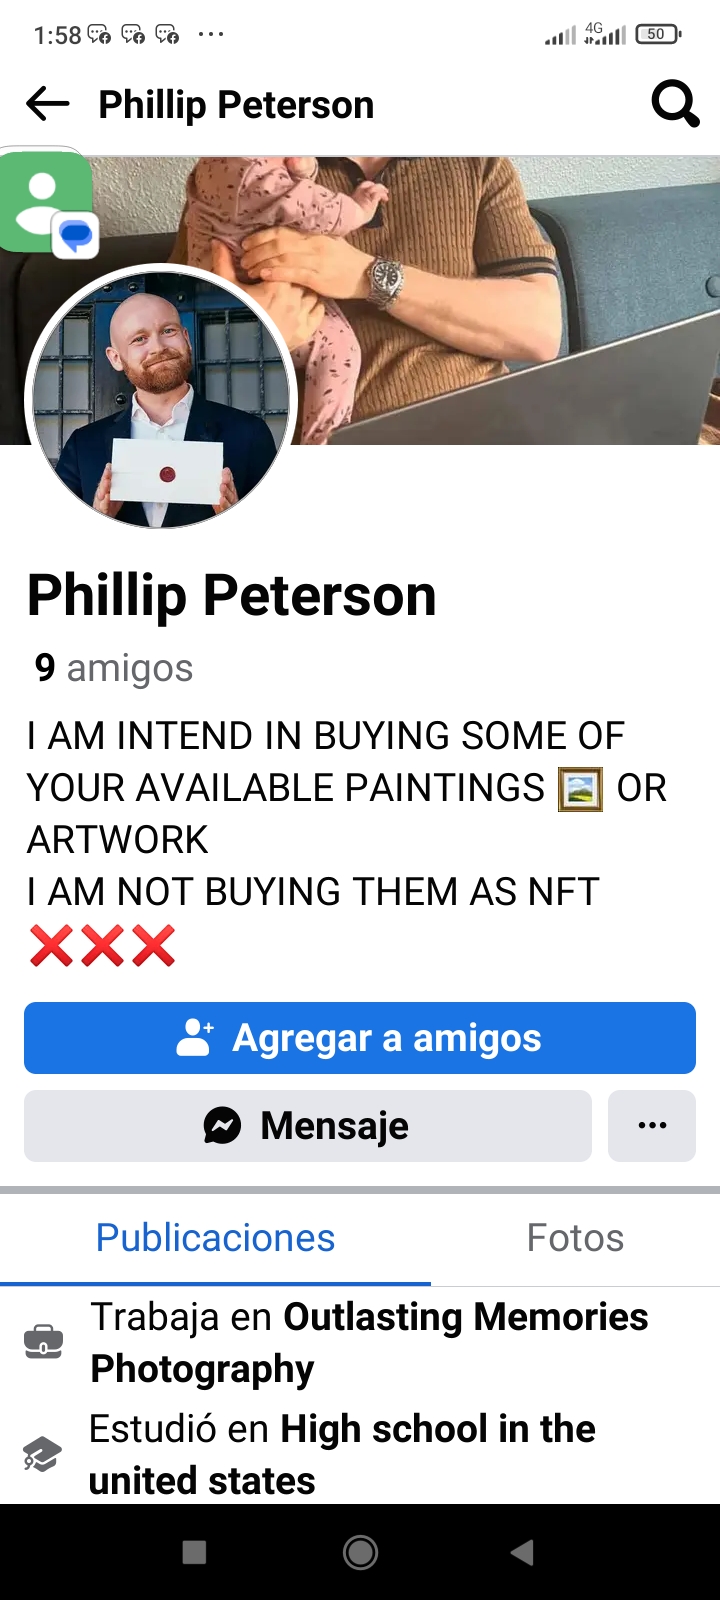 1:58
4G
50
Phillip Peterson
Phillip Peterson
9 amigos
I AM INTEND IN BUYING SOME OF
YOUR AVAILABLE PAINTINGS 🖼️ OR
ARTWORK
I AM NOT BUYING THEM AS NFT
❌❌❌
Agregar a amigos
Mensaje
Publicaciones
Fotos
Trabaja en Outlasting Memories
Photography
Estudió en High school in the
united states